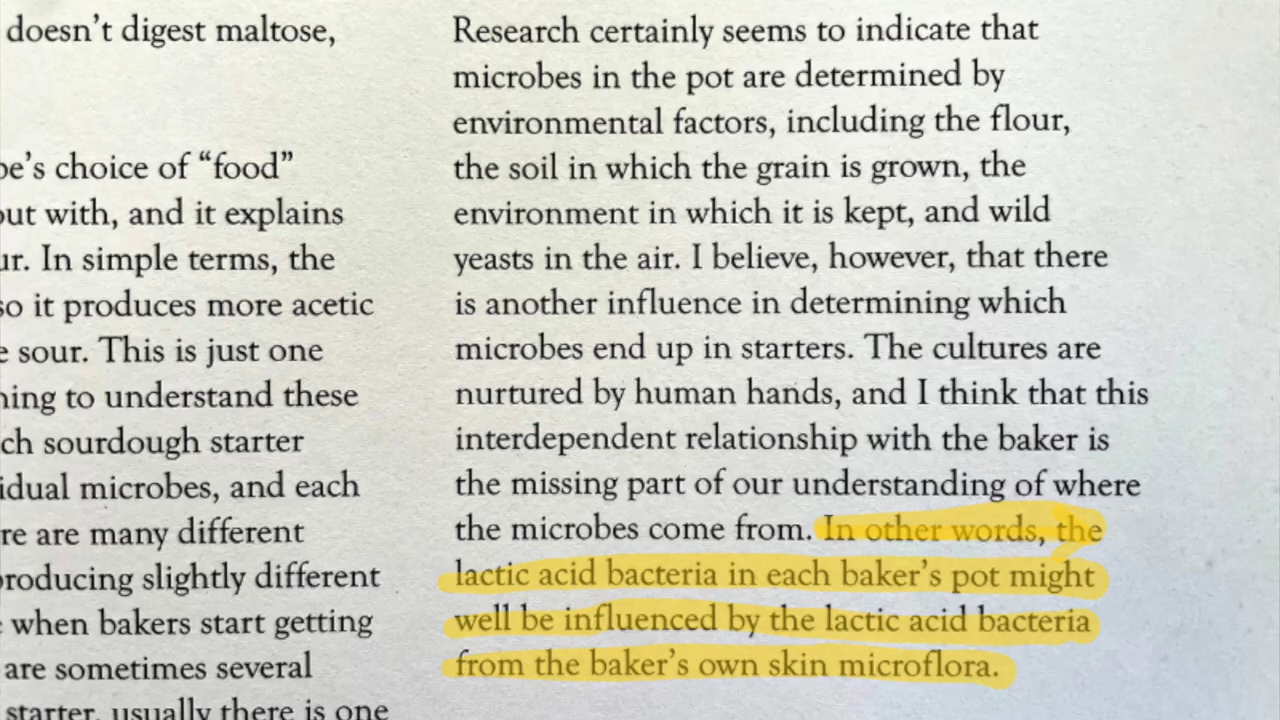 doesn't digest maltose,
choice of “food”
with, and it explains
In simple terms, the
so it produces more acetic
sour. This is just one
to understand these
sourdough starter
microbes, and each
are many different
producing slightly different
when bakers start getting
are sometimes several
starter, usually there is one
Research certainly seems to indicate that
microbes in the pot are determined by
environmental factors, including the flour,
the soil in which the grain is grown, the
environment in which it is kept, and wild
yeasts in the air. I believe, however, that there
is another influence in determining which
microbes end up in starters. The cultures are
nurtured by human hands, and I think that this
interdependent relationship with the baker is
the missing part of our understanding of where
the microbes come from. In other words, the
lactic acid bacteria in each baker's pot might
well be influenced by the lactic acid bacteria
from the baker's own skin microflora.